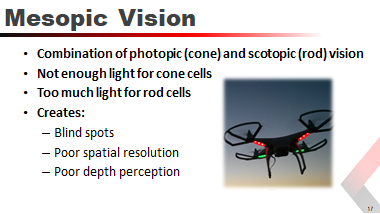 Mesopic Vision
• Combination of photopic (cone) and scotopic (rod) vision
• Not enough light for cone cells
• Too much light for rod cells
• Creates:
– Blind spots
– Poor spatial resolution
– Poor depth perception
17